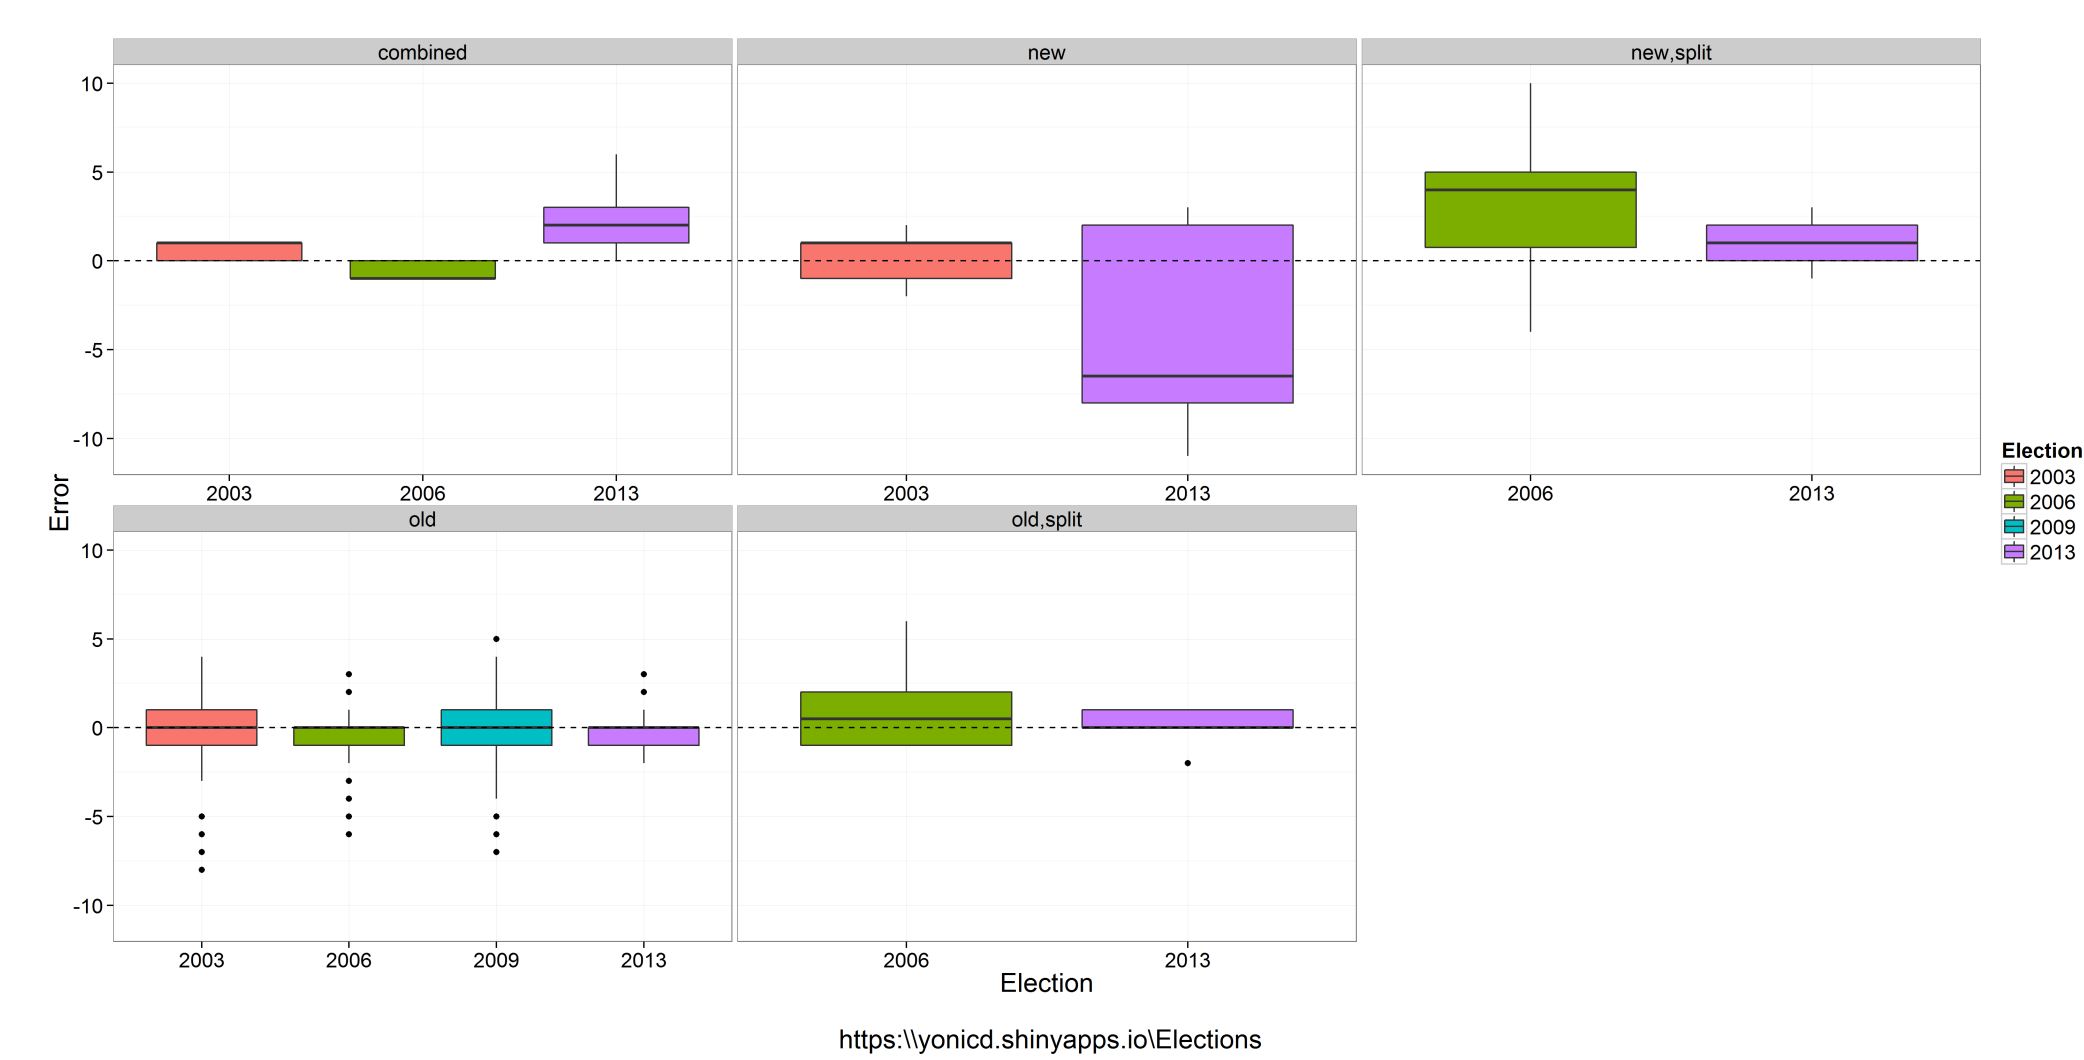 combined
new
new,split
10
5
0
-5
-10
2003 2006 2013
2003 2013
2006 2013
Error
Election
2003
2006
2009
2013
old
old,split
10
5
0
-5
-10
2003 2006 2009 2013
2006 2013
Election
https:\\yonicd.shinyapps.io\Elections